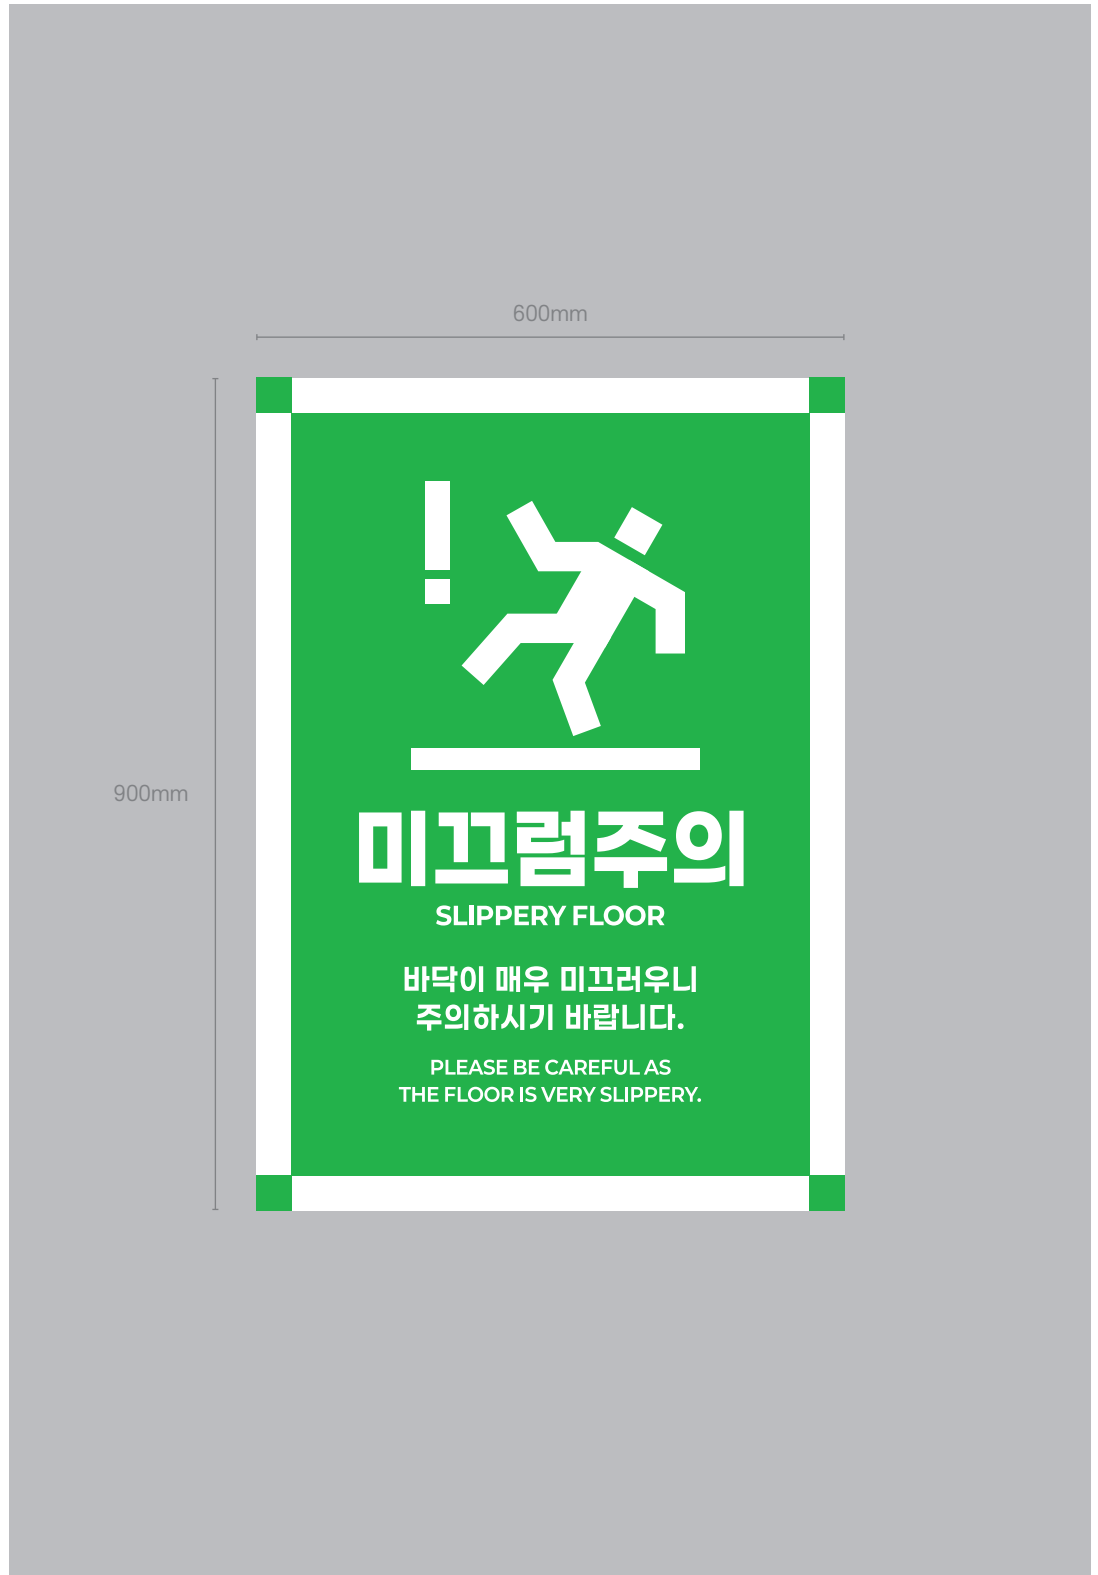 600mm
900mm
!
미끄럼주의
SLIPPERY FLOOR
바닥이 매우 미끄러우니
주의하시기 바랍니다.
PLEASE BE CAREFUL AS
THE FLOOR IS VERY SLIPPERY.